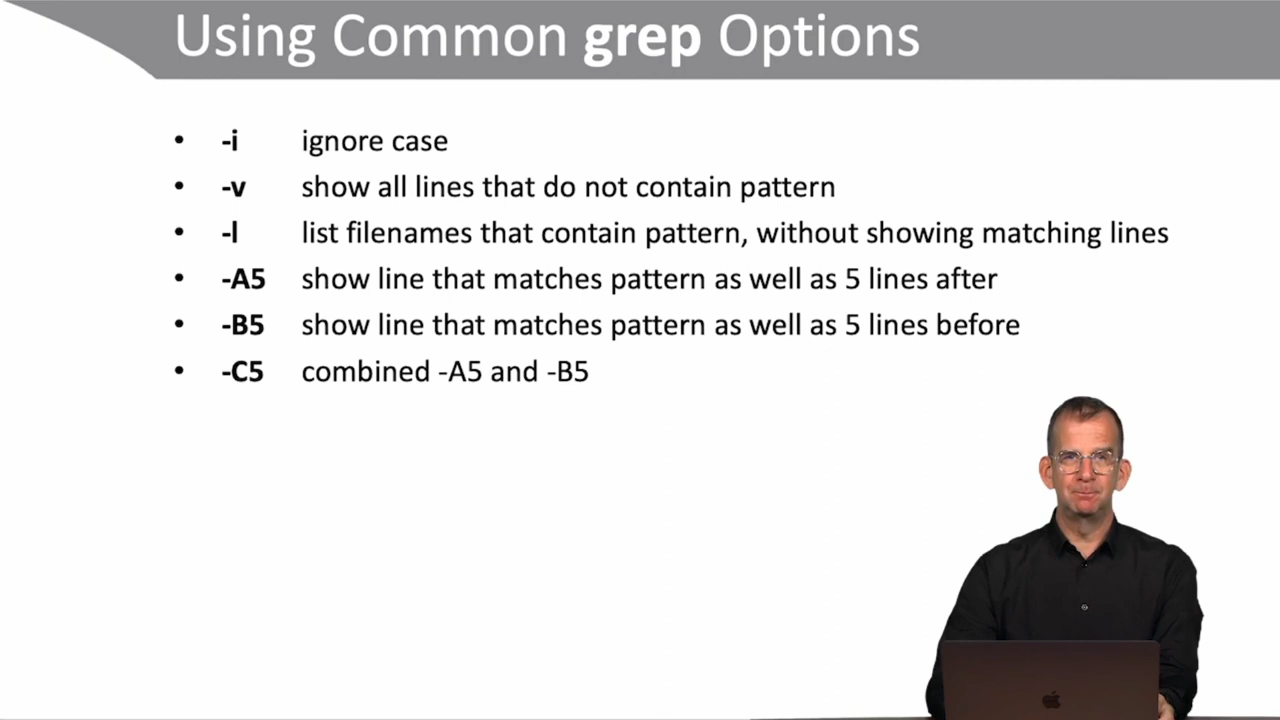 Using Common grep Options
• -i ignore case
• -v show all lines that do not contain pattern
• -l list filenames that contain pattern, without showing matching lines
• -A5 show line that matches pattern as well as 5 lines after
• -B5 show line that matches pattern as well as 5 lines before
• -C5 combined -A5 and -B5